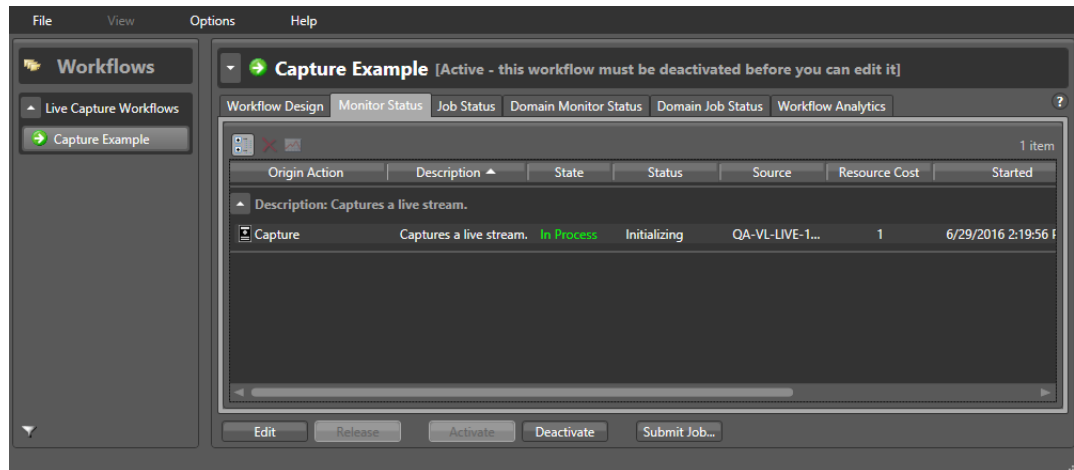 File View Options Help
Workflows
Live Capture Workflows
Capture Example
Capture Example [Active - this workflow must be deactivated before you can edit it]
Workflow Design Monitor Status Job Status Domain Monitor Status Domain Job Status Workflow Analytics ?
1 item
Origin Action Description State Status Source Resource Cost Started
Description: Captures a live stream.
Capture Captures a live stream. In Process Initializing QA-VL-LIVE-1... 1 6/29/2016 2:19:56
Edit Release Activate Deactivate Submit Job...